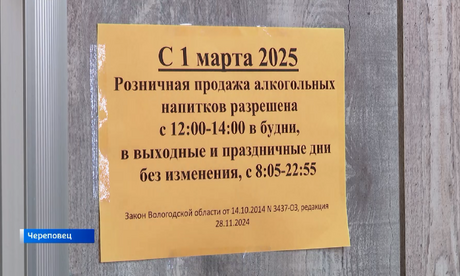 С 1 марта 2025
Розничная продажа алкогольных
напитков разрешена
с 12:00-14:00 в будни,
в выходные и праздничные дни
без изменения, с 8:05-22:55
Закон Вологодской области от 14.10.2014 N 3437-ОЗ, редакция
28.11.2024
Череповец